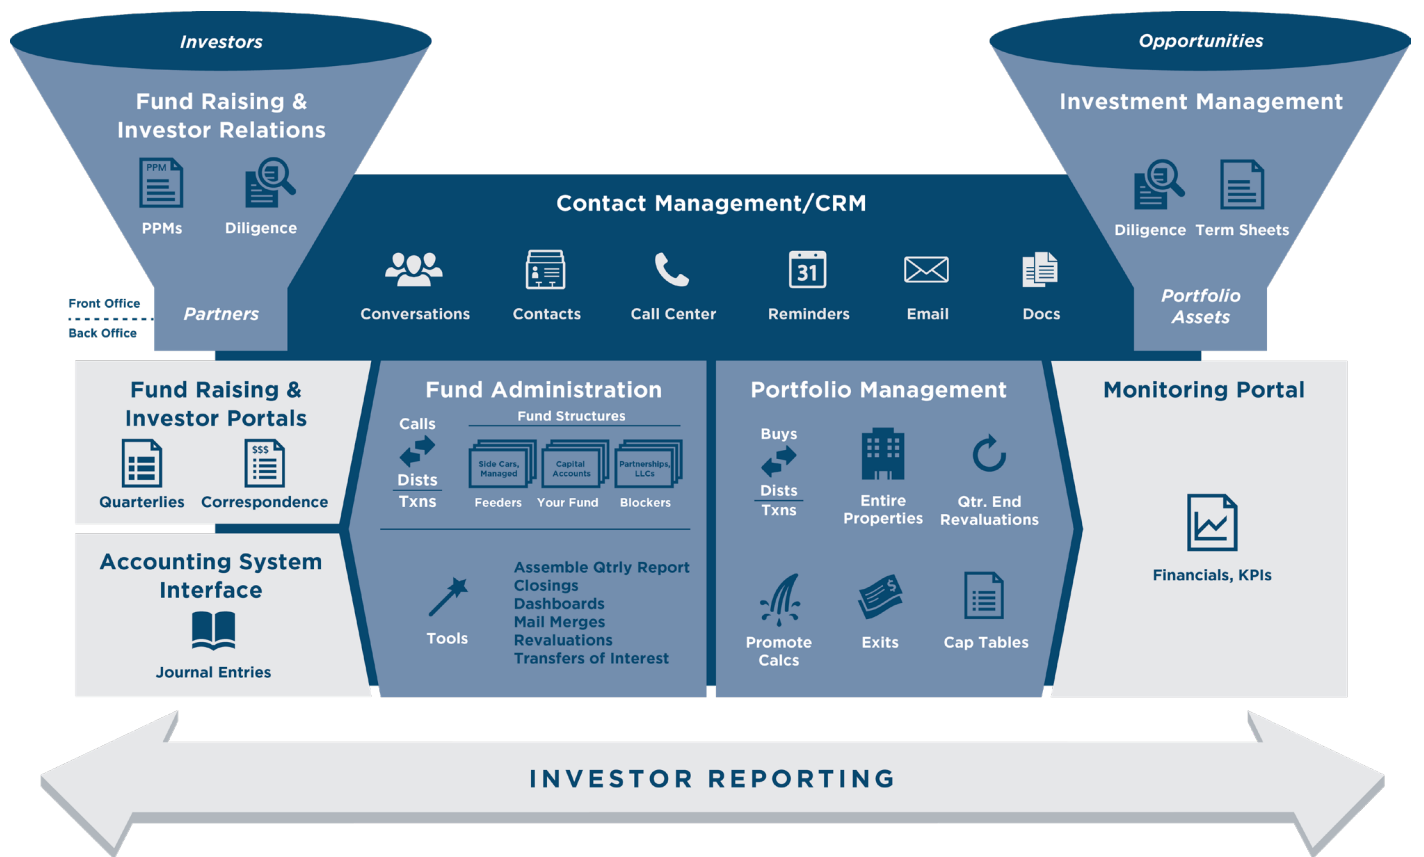 Investors
Fund Raising &
Investor Relations
PPM
PPMs
Diligence
Partners
Front Office
Back Office
Opportunities
Investment Management
Diligence
Term Sheets
Portfolio
Assets
Contact Management/CRM
31
Conversations
Contacts
Call Center
Reminders
Email
Docs
Fund Raising &
Investor Portals
$$$
Quarterlies
Correspondence
Accounting System
Interface
Journal Entries
Fund Administration
Calls
Dists
Txns
Fund Structures
Side Cars,
Managed
Capital
Accounts
Partnerships,
LLCs
Feeders
Your Fund
Blockers
Tools
Assemble Qtrly Report
Closings
Dashboards
Mail Merges
Revaluations
Transfers of Interest
Portfolio Management
Buys
Dists
Txns
Entire
Properties
Qtr. End
Revaluations
Promote
Calcs
$
Exits
Cap Tables
Monitoring Portal
Financials, KPIs
INVESTOR REPORTING